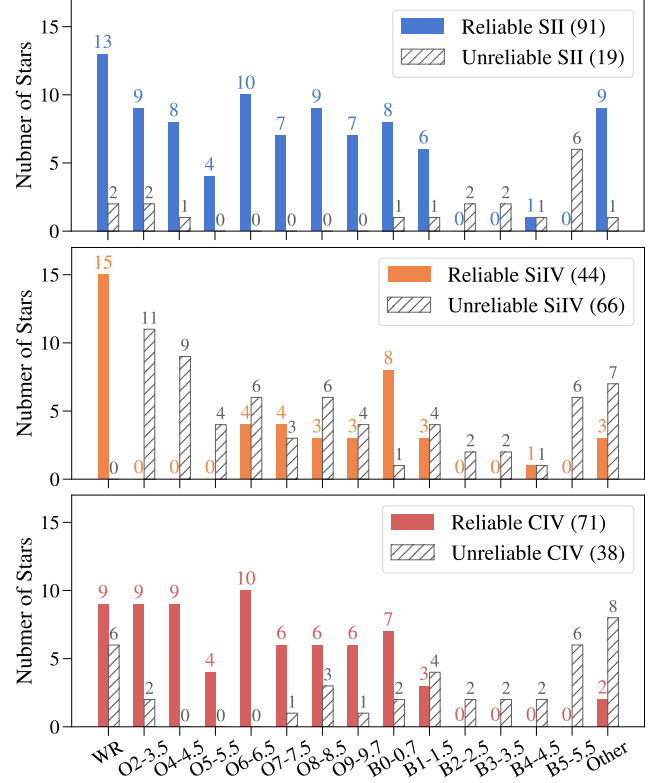 15
10
5
0
Nubmer of Stars
Reliable SII (91)
Unreliable SII (19)
13 2 9 2 8 1 4 0 10 0 7 0 9 0 7 0 8 1 6 1 0 2 0 2 1 1 0 6 9 1
15
10
5
0
Nubmer of Stars
Reliable SiIV (44)
Unreliable SiIV (66)
15 0 0 11 0 9 0 4 4 6 4 3 3 6 3 4 8 1 3 4 0 2 0 2 1 1 0 6 3 7
15
10
5
0
Nubmer of Stars
Reliable CIV (71)
Unreliable CIV (38)
9 6 9 2 9 0 4 0 10 0 6 1 6 3 6 1 7 2 3 4 0 2 0 2 0 2 0 6 2 8
WR O2-3.5 O4-4.5 O5-5.5 O6-6.5 O7-7.5 O8-8.5 O9-9.7 B0-0.7 B1-1.5 B2-2.5 B3-3.5 B4-4.5 B5-5.5 Other